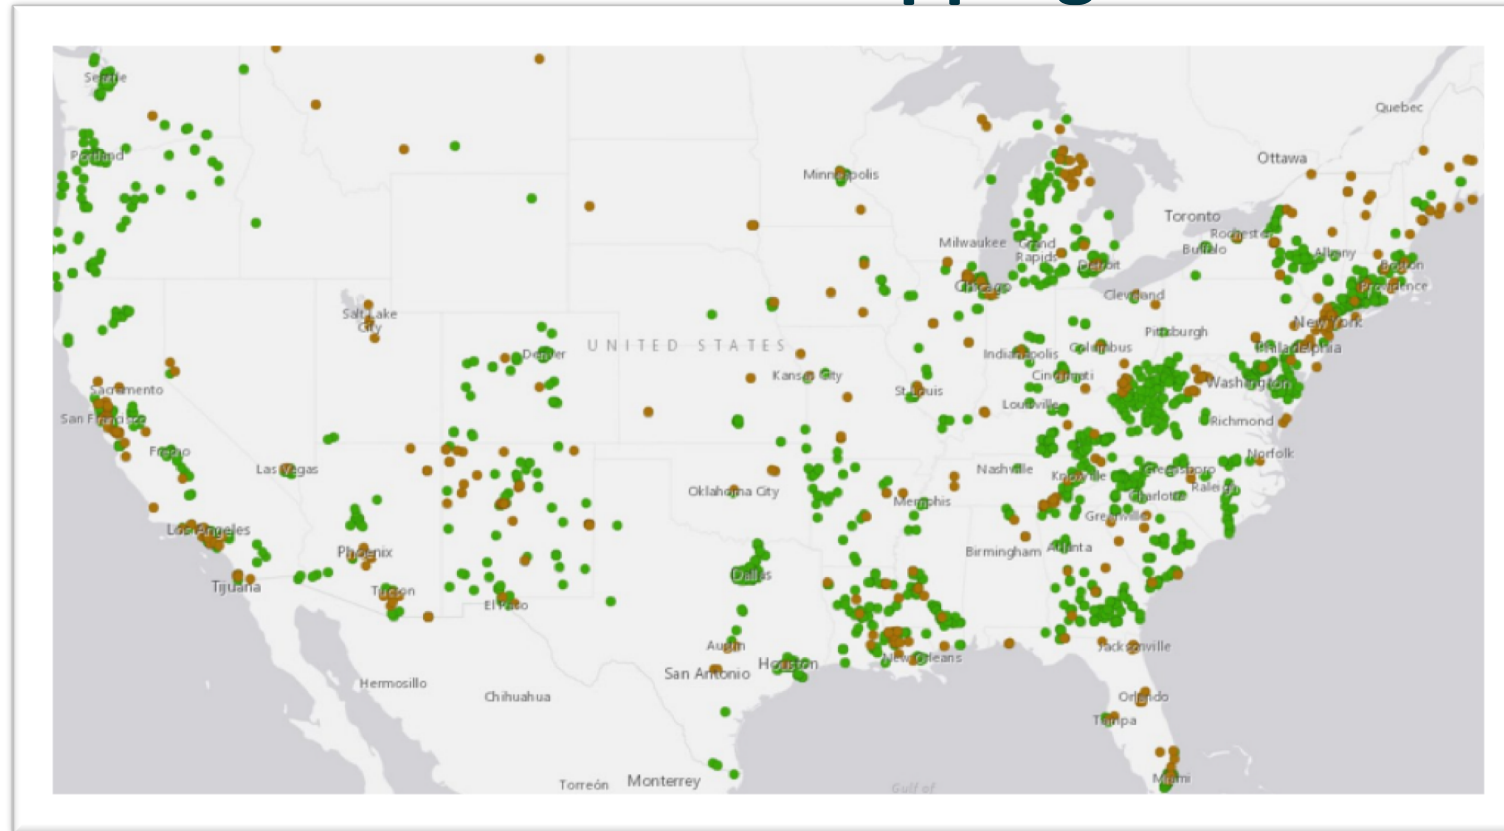 Quebec
Seattle
Portland
Ottawa
Minneapolis
Toronto
Rochester
Milwaukee
Grand
Rapids
Buffalo
Albany
Detroit
Boston
Chicago
Providence
Cleveland
Salt Lake
City
New York
Pittsburgh
UNITED STATES
Columbus
Philadelphia
Denver
Indianapolis
Kansas City
Cincinnati
Washington
Sacramento
St. Louis
Louisville
San Francisco
Richmond
Fresno
Norfolk
Las Vegas
Nashville
Greensboro
Knoxville
Raleigh
Oklahoma City
Charlotte
Memphis
Greenville
Los Angeles
Phoenix
Birmingham
Atlanta
Dallas
Tijuana
Tucson
El Paso
Austin
Jacksonville
New Orleans
Houston
San Antonio
Hermosillo
Chihuahua
Orlando
Tampa
Miami
Torreón
Monterrey
Gulf of